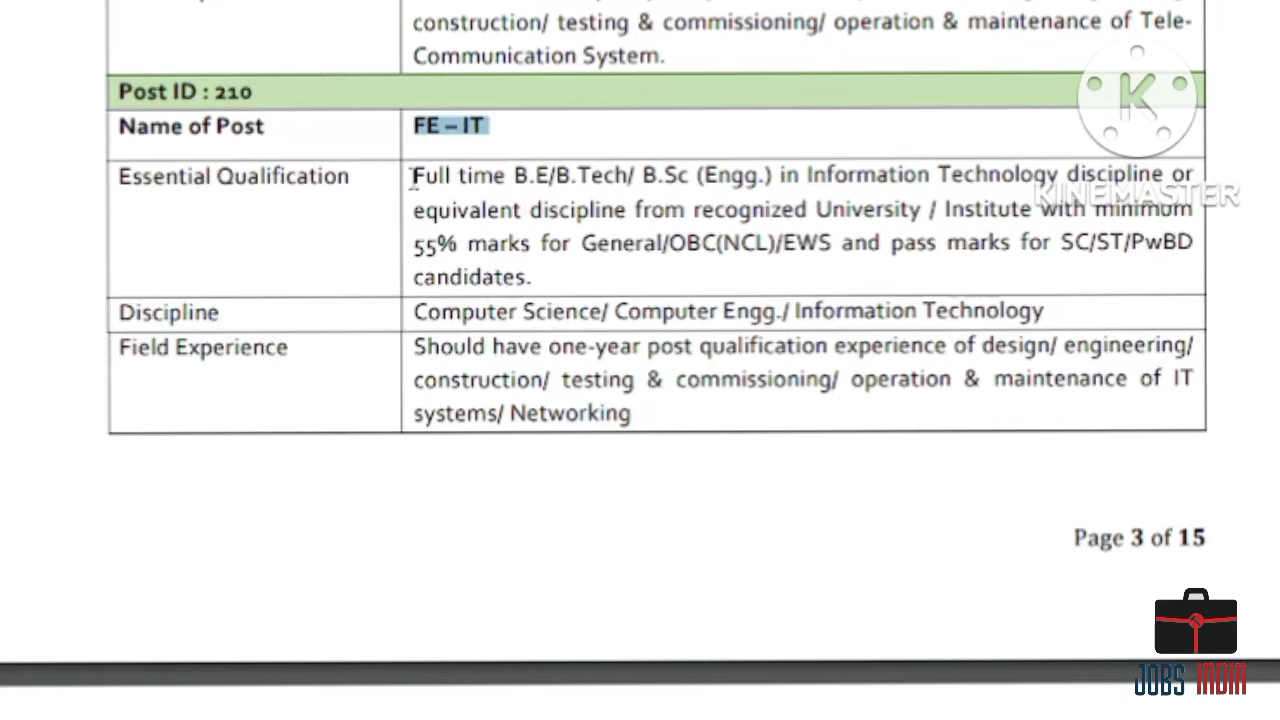 construction/ testing & commissioning/ operation & maintenance of Tele-
Communication System.
Post ID : 210
Name of Post FE – IT
Essential Qualification Full time B.E/B.Tech/ B.Sc (Engg.) in Information Technology discipline or
equivalent discipline from recognized University / Institute with minimum
55% marks for General/OBC(NCL)/EWS and pass marks for SC/ST/PwBD
candidates.
Discipline Computer Science/ Computer Engg./ Information Technology
Field Experience Should have one-year post qualification experience of design/ engineering/
construction/ testing & commissioning/ operation & maintenance of IT
systems/ Networking
Page 3 of 15
K
KINEMASTER
JOBS INDIA